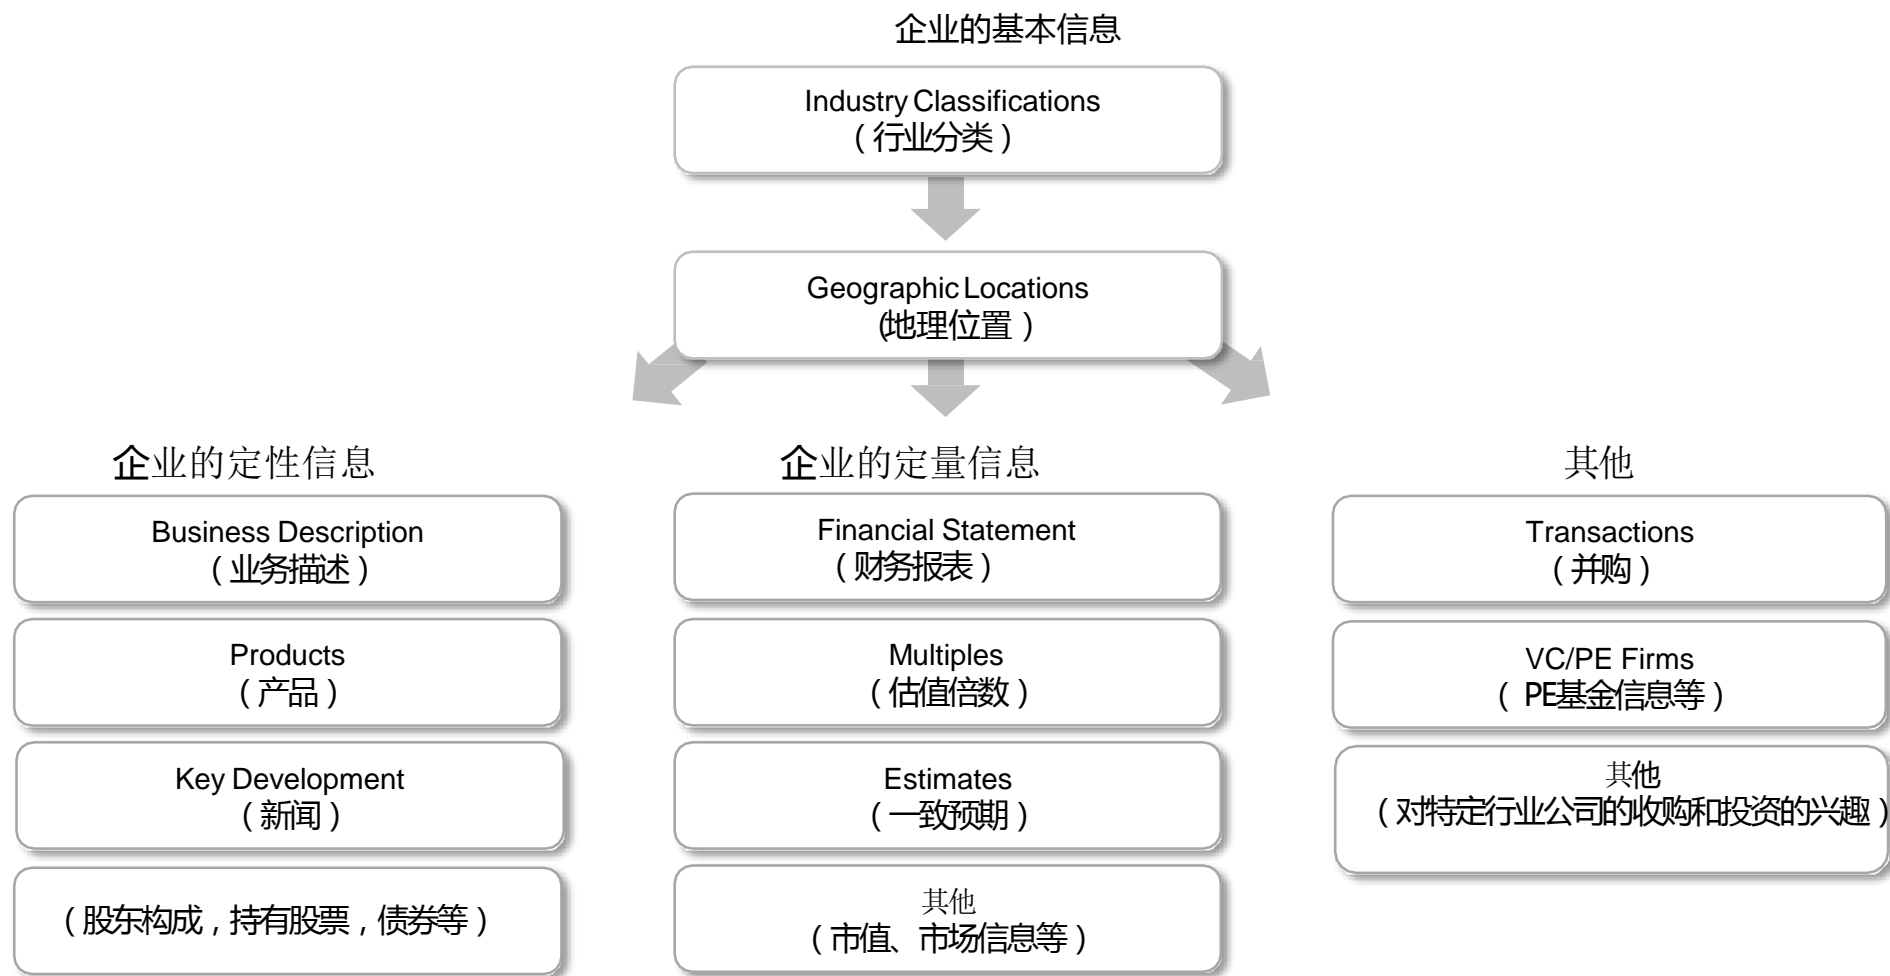 企业的基本信息
Industry Classifications
（行业分类）
Geographic Locations
(地理位置）
企业的定性信息
Business Description
（业务描述）
Products
（产品）
Key Development
（新闻）
（股东构成，持有股票，债券等）
企业的定量信息
Financial Statement
（财务报表）
Multiples
（估值倍数）
Estimates
（一致预期）
其他
（市值、市场信息等）
其他
Transactions
（并购）
VC/PE Firms
（ PE基金信息等）
其他
（对特定行业公司的收购和投资的兴趣）